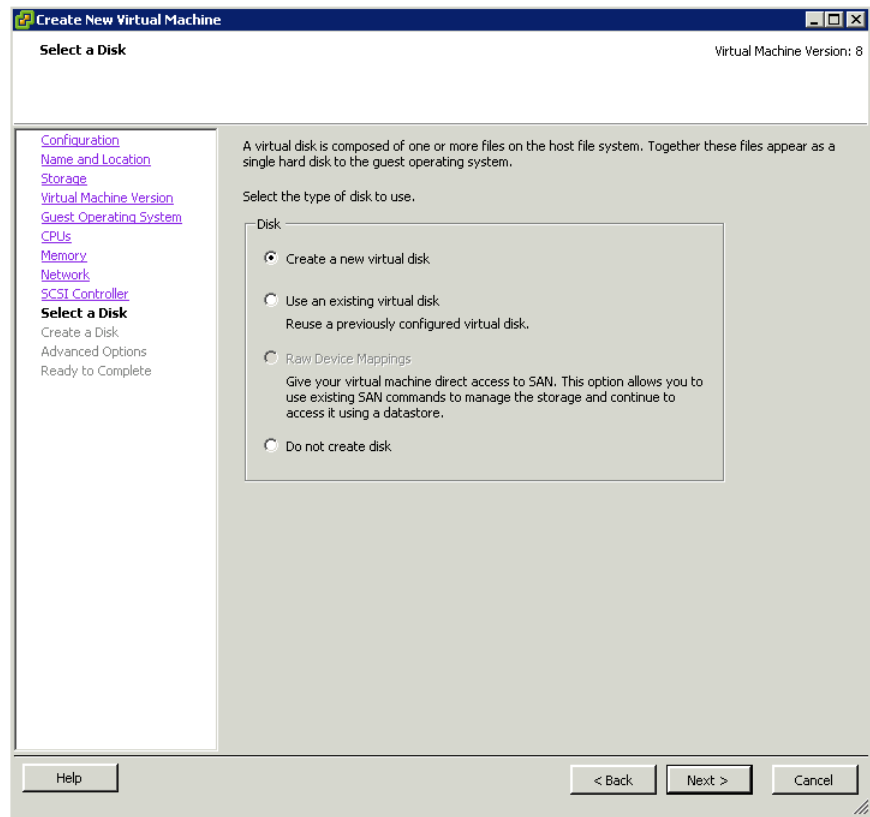 Create New Virtual Machine
Select a Disk
Virtual Machine Version: 8
Configuration
Name and Location
Storage
Virtual Machine Version
Guest Operating System
CPUs
Memory
Network
SCSI Controller
Select a Disk
Create a Disk
Advanced Options
Ready to Complete
A virtual disk is composed of one or more files on the host file system. Together these files appear as a
single hard disk to the guest operating system.
Select the type of disk to use.
Disk
Create a new virtual disk
Use an existing virtual disk
Reuse a previously configured virtual disk.
Raw Device Mappings
Give your virtual machine direct access to SAN. This option allows you to
use existing SAN commands to manage the storage and continue to
access it using a datastore.
Do not create disk
Help
< Back
Next >
Cancel